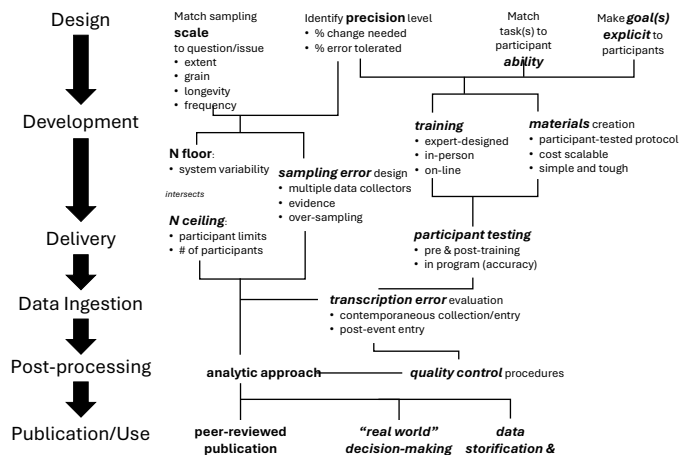 Design
Match sampling
scale
to question/issue
• extent
• grain
• longevity
• frequency
Identify precision level
• % change needed
• % error tolerated
Match
task(s) to
participant
ability
Make goal(s)
explicit to
participants
Development
N floor:
• system variability
intersects
N ceiling:
• participant limits
• # of participants
sampling error design
• multiple data collectors
• evidence
• over-sampling
training
• expert-designed
• in-person
• on-line
materials creation
• participant-tested protocol
• cost scalable
• simple and tough
Delivery
participant testing
• pre & post-training
• in program (accuracy)
Data Ingestion
transcription error evaluation
• contemporaneous collection/entry
• post-event entry
Post-processing
analytic approach
quality control procedures
Publication/Use
peer-reviewed
publication
“real world”
decision-making
data
storification &